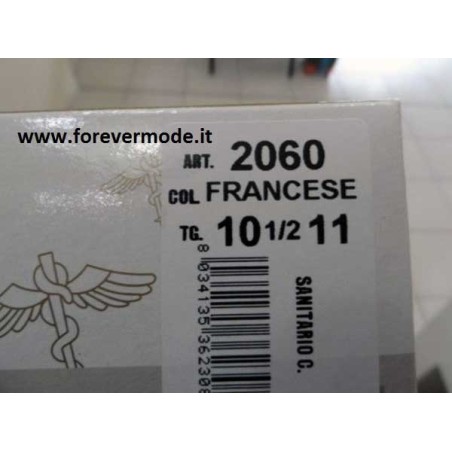 www.forevermode.it
ART. 2060
COL FRANCESE
TG. 10 1/2 11
SANITARIO C.